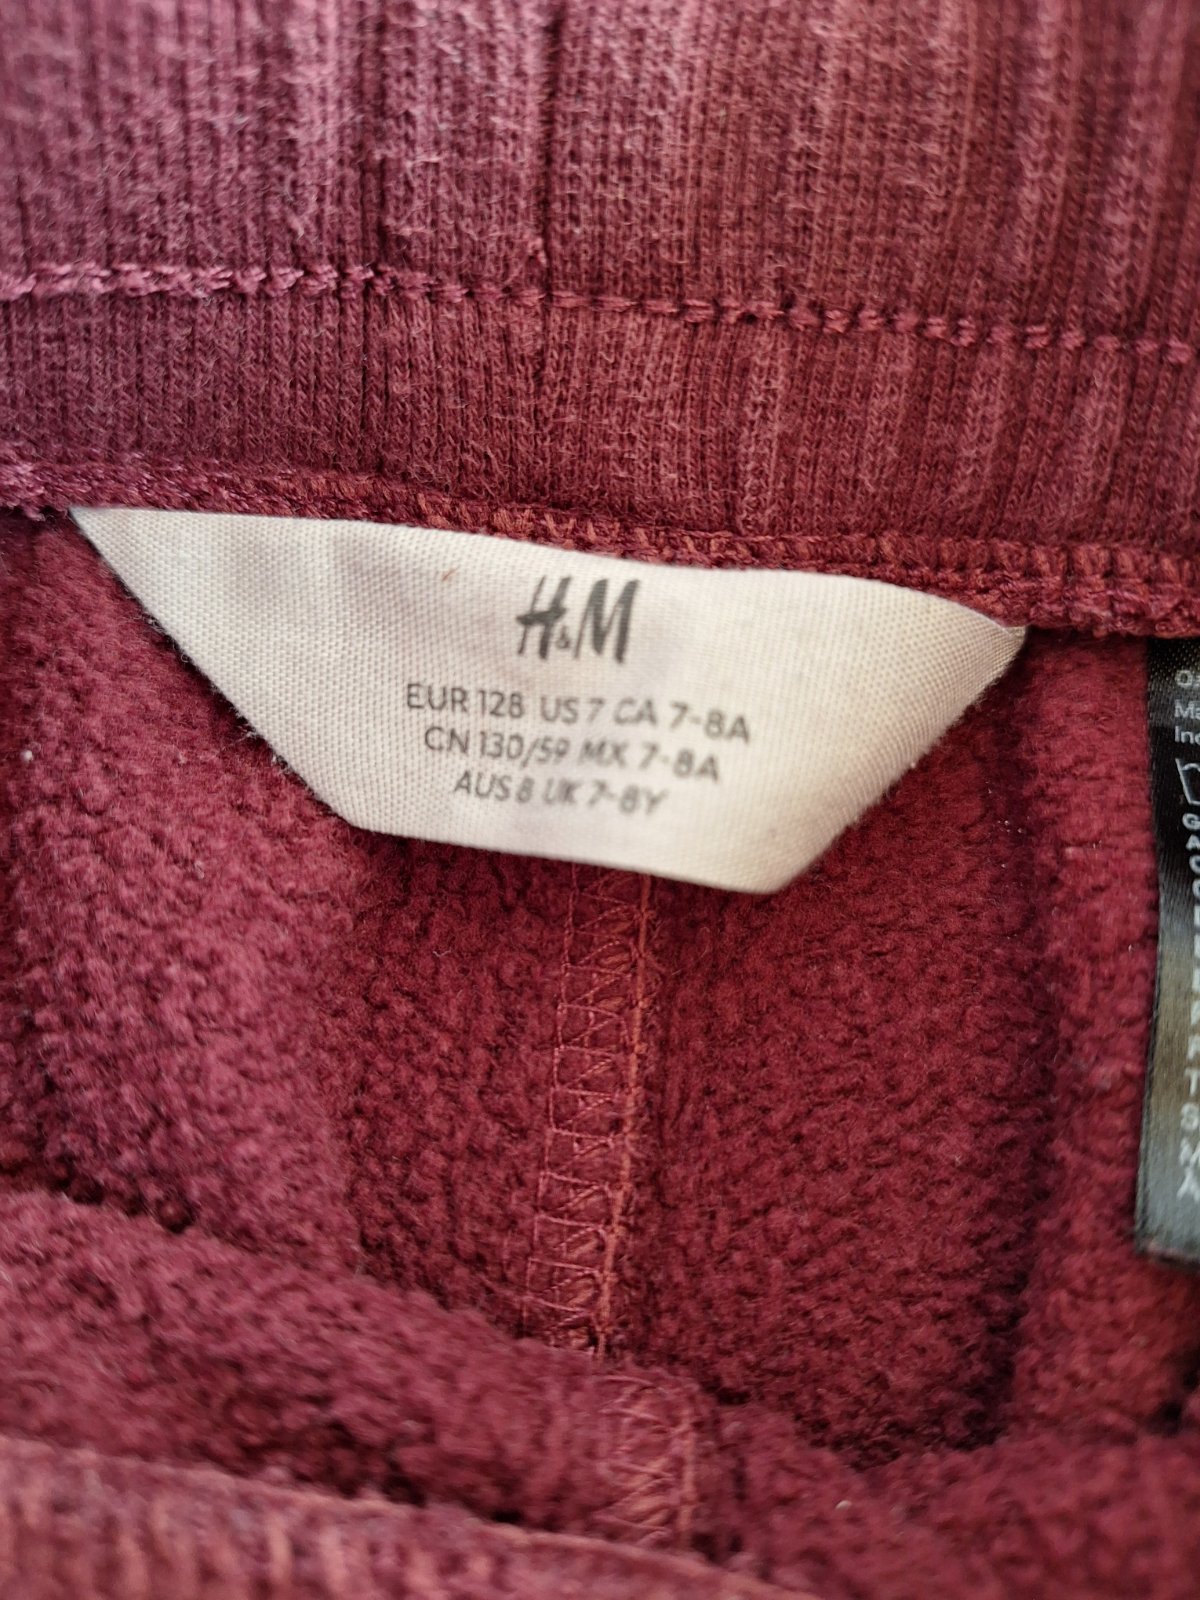 H&M
EUR 128 US 7 CA 7-8A
CN 130/59 MX 7-8A
AUS 8 UK 7-8Y